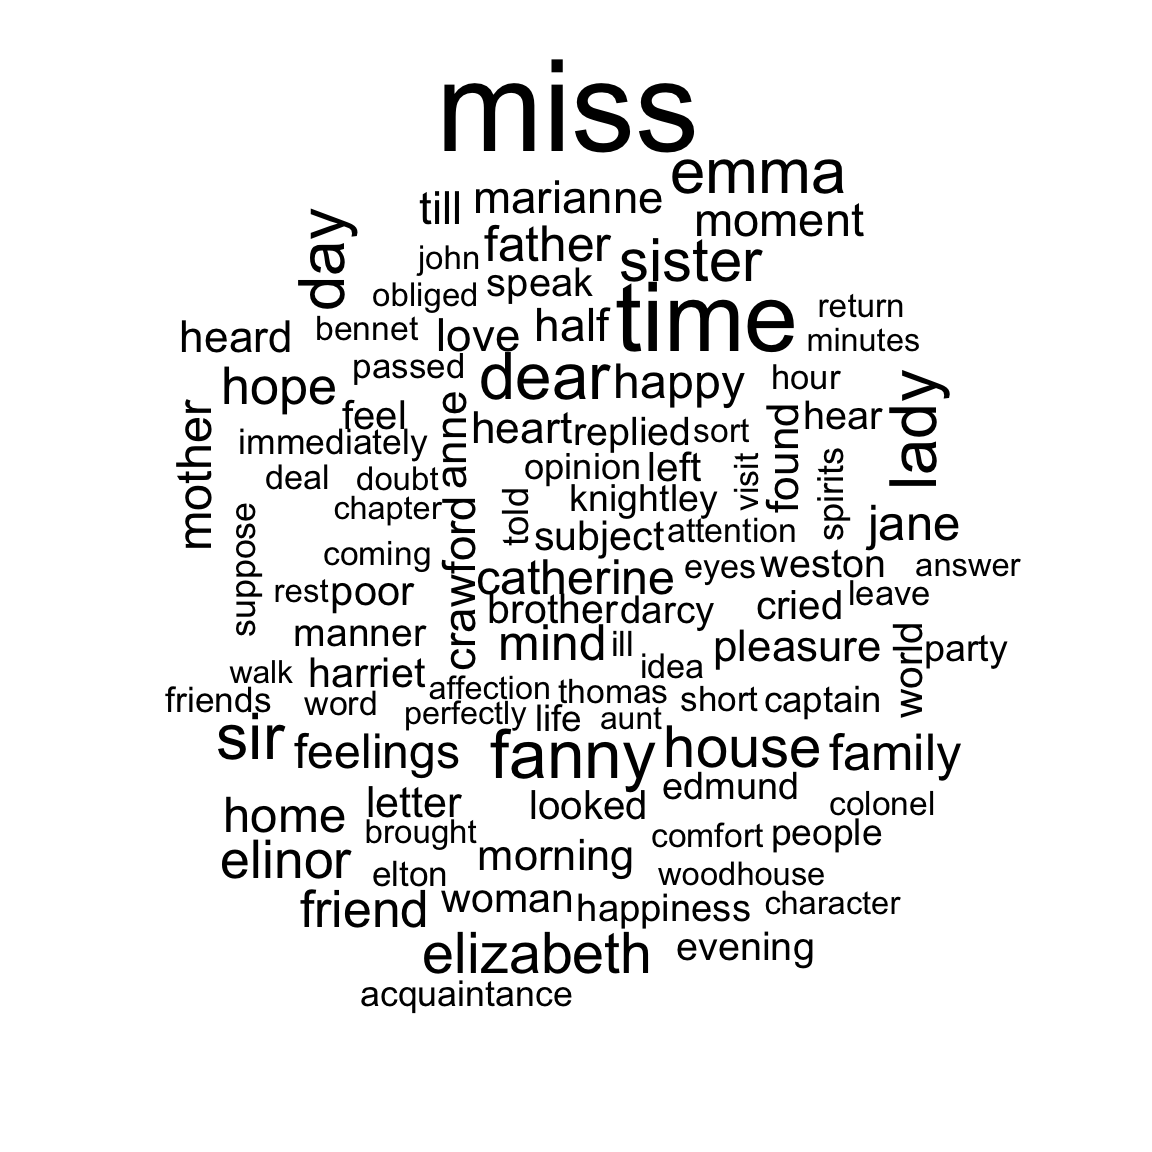 miss
emma
till marianne
moment
day
father
sister
john
speak
obliged
time
return
heard
bennet
love
half
minutes
passed
dear
happy
hour
hope
lady
mother
feel
anne
heart
replied
sort
found
hear
immediately
deal
doubt
opinion
left
visit
spirits
knightley
chapter
told
subject
attention
jane
suppose
coming
crawford
catherine
eyes
weston
answer
rest
poor
brother
darcy
cried
leave
manner
mind
ill
pleasure
world
party
idea
walk
harriet
affection
thomas
short
captain
friends
word
perfectly
life
aunt
sir
feelings
fanny
house
family
edmund
home
letter
looked
colonel
brought
comfort
people
elinor
elton
morning
woodhouse
friend
woman
happiness
character
elizabeth
evening
acquaintance